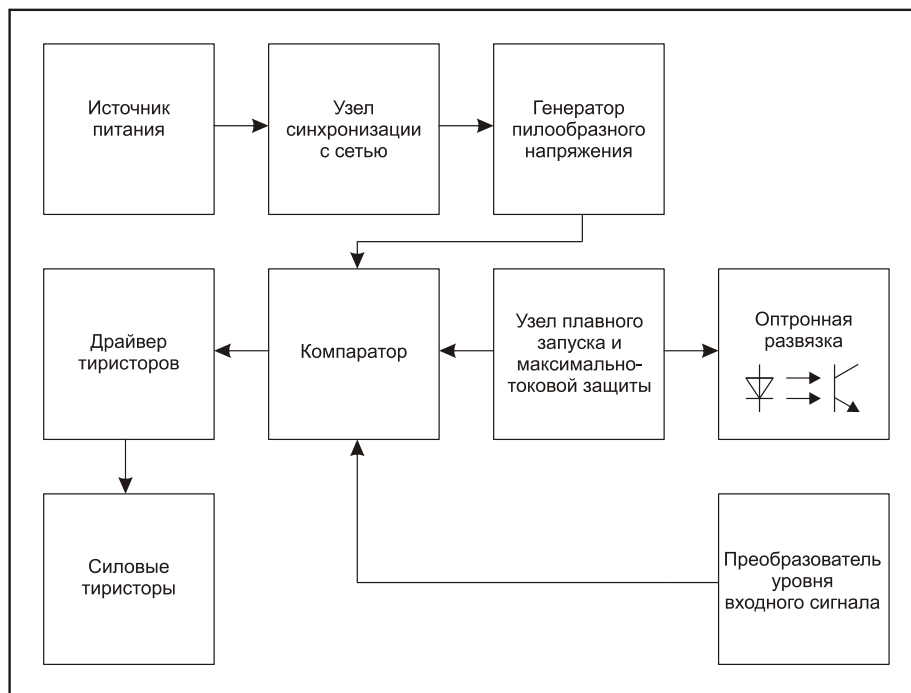 Источник
питания
Узел
синхронизации
с сетью
Генератор
пилообразного
напряжения
Драйвер
тиристоров
Компаратор
Узел плавного
запуска и
максимально-
токовой защиты
Оптронная
развязка
Силовые
тиристоры
Преобразователь
уровня
входного сигнала